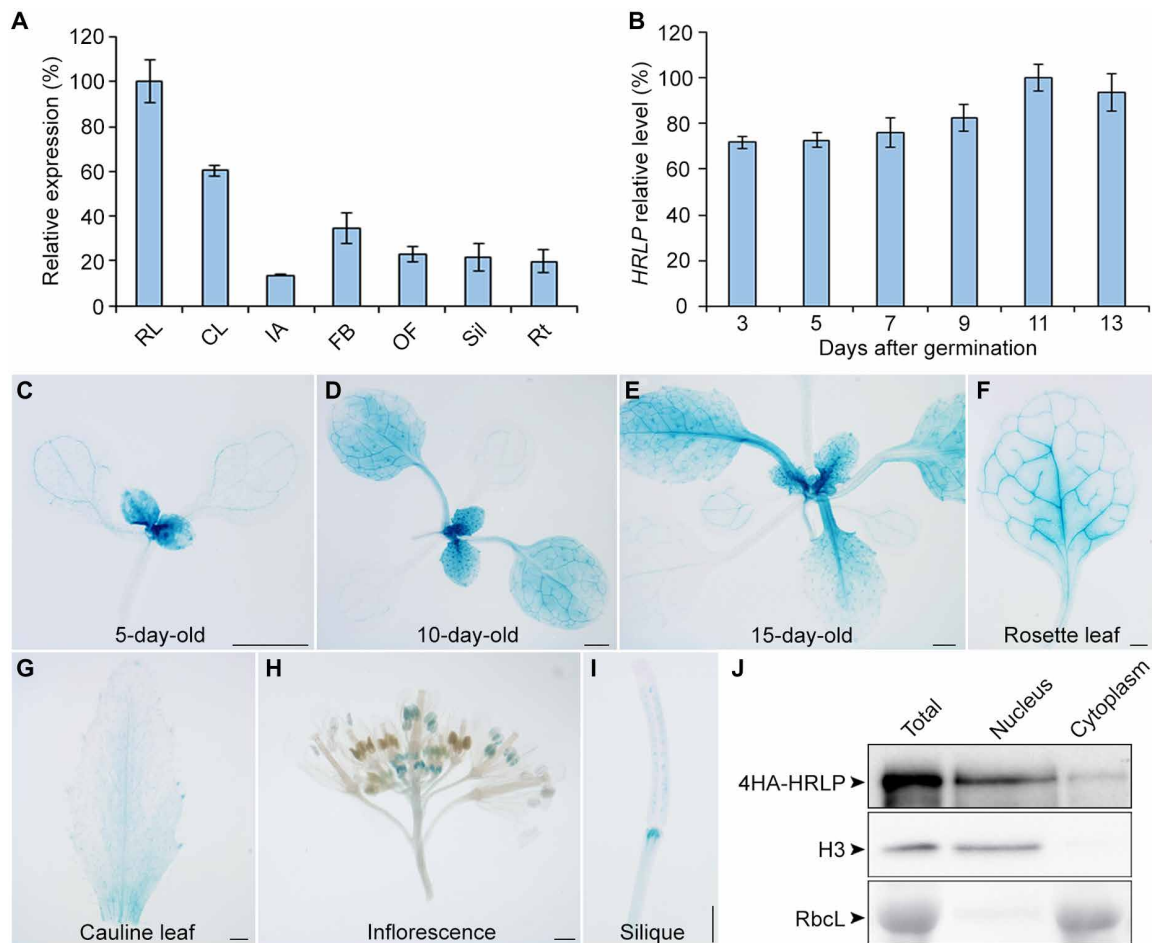 A
Relative expression (%)
120
100
80
60
40
20
0
RL
CL
IA
FB
OF
Sil
Rt
B
HRLP relative level (%)
120
100
80
60
40
20
0
3
5
7
9
11
13
Days after germination
C
5-day-old
D
10-day-old
E
15-day-old
F
Rosette leaf
G
Cauline leaf
H
Inflorescence
I
Silique
J
Total
Nucleus
Cytoplasm
4HA-HRLP
H3
RbcL